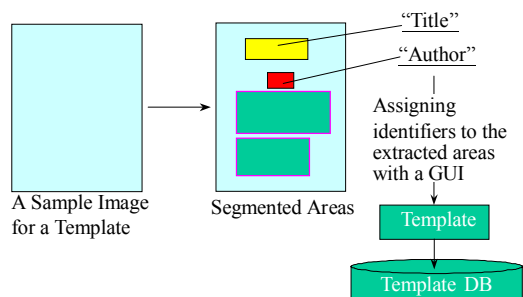 “Title”
“Author”
Assigning
identifiers to the
extracted areas
with a GUI
A Sample Image
for a Template
Segmented Areas
Template
Template DB